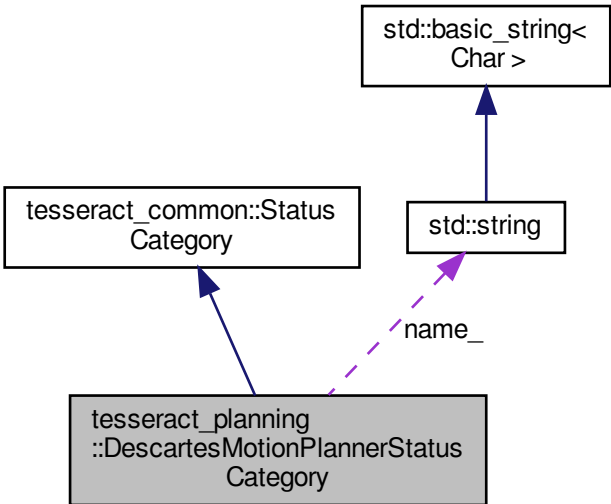 std::basic_string<
Char >
tesseract_common::Status
Category
std::string
name_
tesseract_planning
::DescartesMotionPlannerStatus
Category